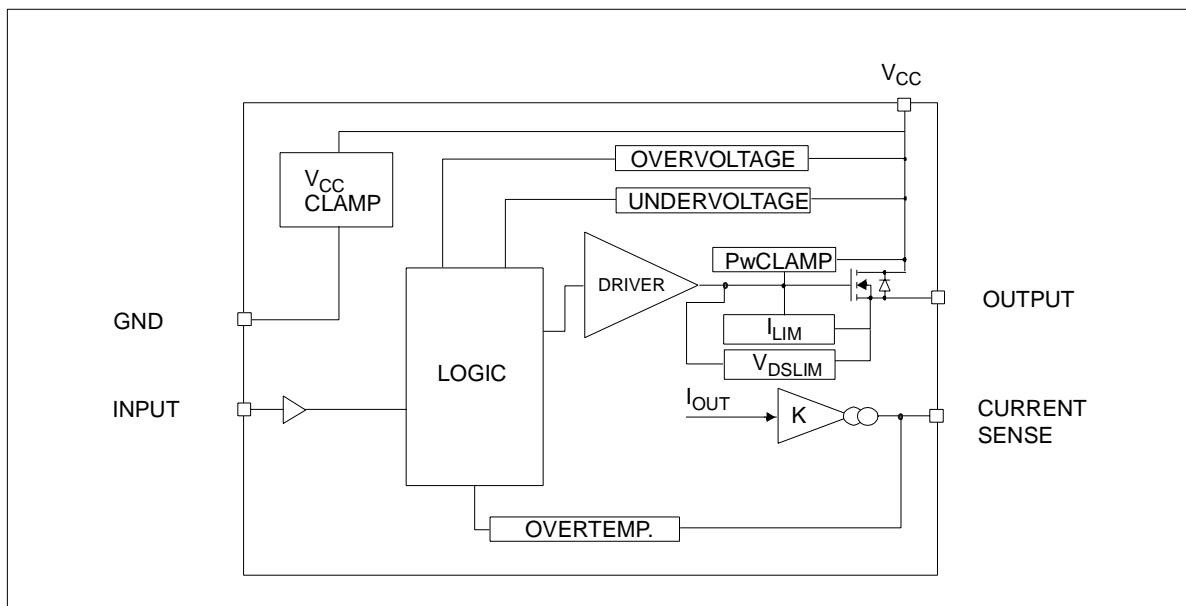 VCC
OVERVOLTAGE
VCC
CLAMP
UNDERVOLTAGE
PwCLAMP
DRIVER
OUTPUT
GND
ILIM
VDSLIM
LOGIC
INPUT
IOUT
K
CURRENT
SENSE
OVERTEMP.